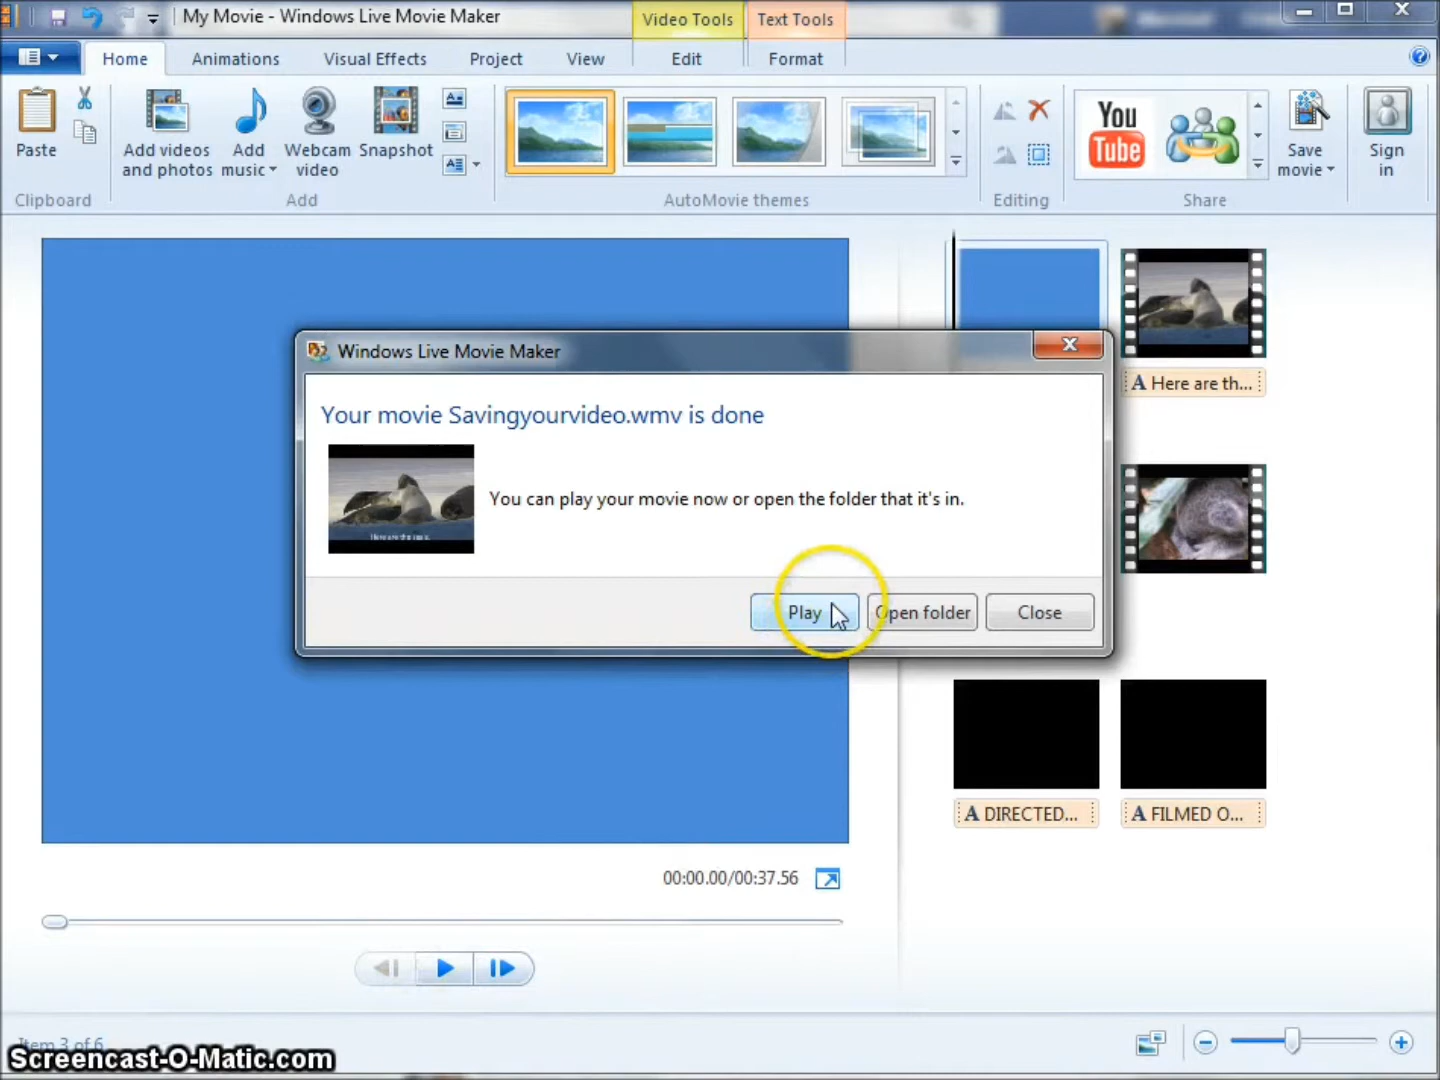 My Movie - Windows Live Movie Maker
Video Tools
Text Tools
Home
Animations
Visual Effects
Project
View
Edit
Format
Paste
Add videos
and photos
Add
music
Webcam
video
Snapshot
You
Tube
Save
movie
Sign
in
Clipboard
Add
AutoMovie themes
Editing
Share
Windows Live Movie Maker
Your movie Savingyourvideo.wmv is done
You can play your movie now or open the folder that it's in.
Play
Open folder
Close
A Here are th...
A DIRECTED...
A FILMED O...
00:00.00/00:37.56
Item 3 of 6
Screencast-O-Matic.com